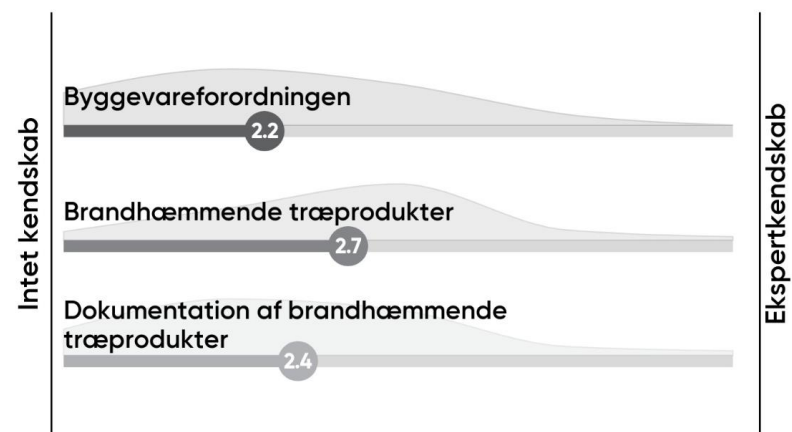 Intet kendskab
Byggevareforordningen
2.2
Brandhæmmende træprodukter
2.7
Dokumentation af brandhæmmende
træprodukter
2.4
Ekspertkendskab